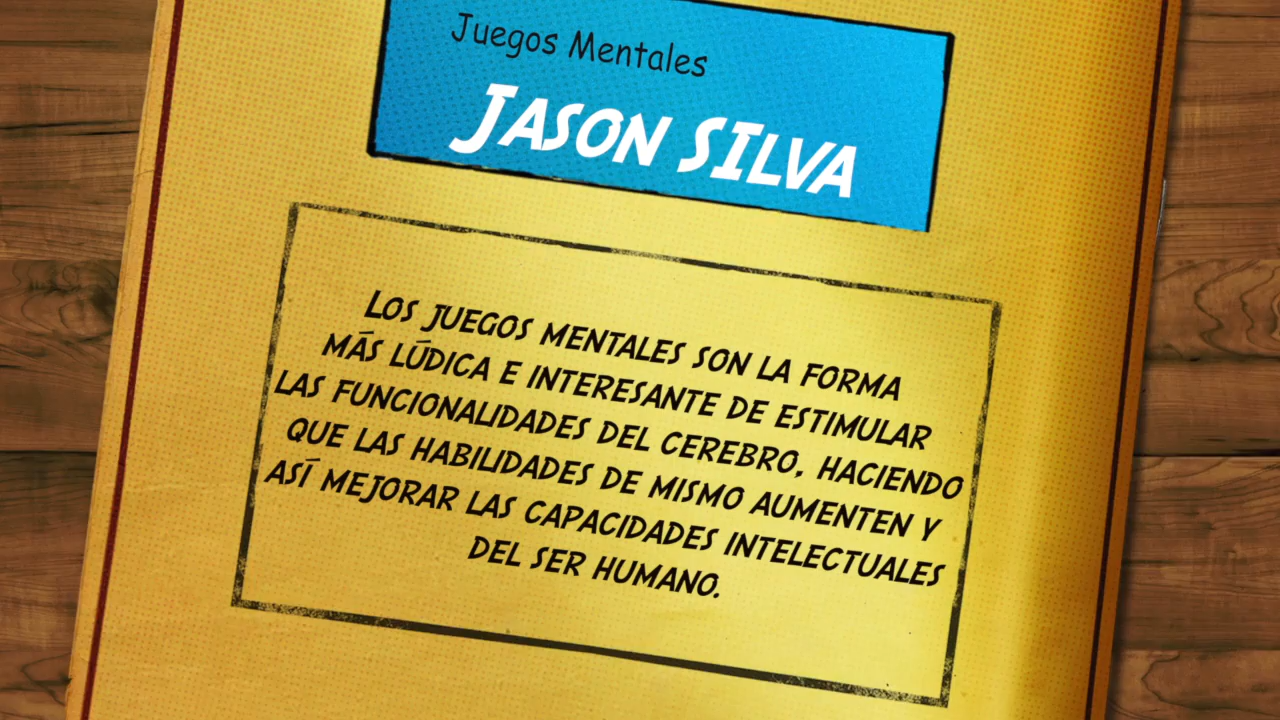 Juegos Mentales
JASON SILVA
LOS JUEGOS MENTALES SON LA FORMA
MÁS LÚDICA E INTERESANTE DE ESTIMULAR
LAS FUNCIONALIDADES DEL CEREBRO, HACIENDO
QUE LAS HABILIDADES DE MISMO AUMENTEN Y
ASÍ MEJORAR LAS CAPACIDADES INTELECTUALES
DEL SER HUMANO.